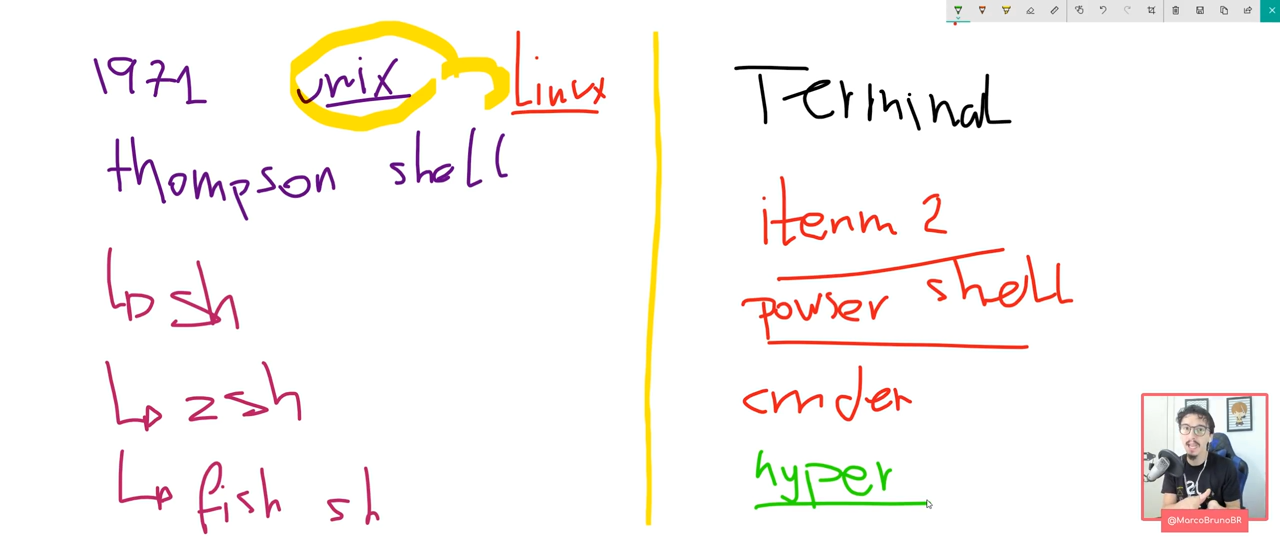 1971 unix Linux
thompson shell
sh
zsh
fish sh
Terminal
iterm 2
powser shell
cmder
hyper
@MarcoBrunoBR